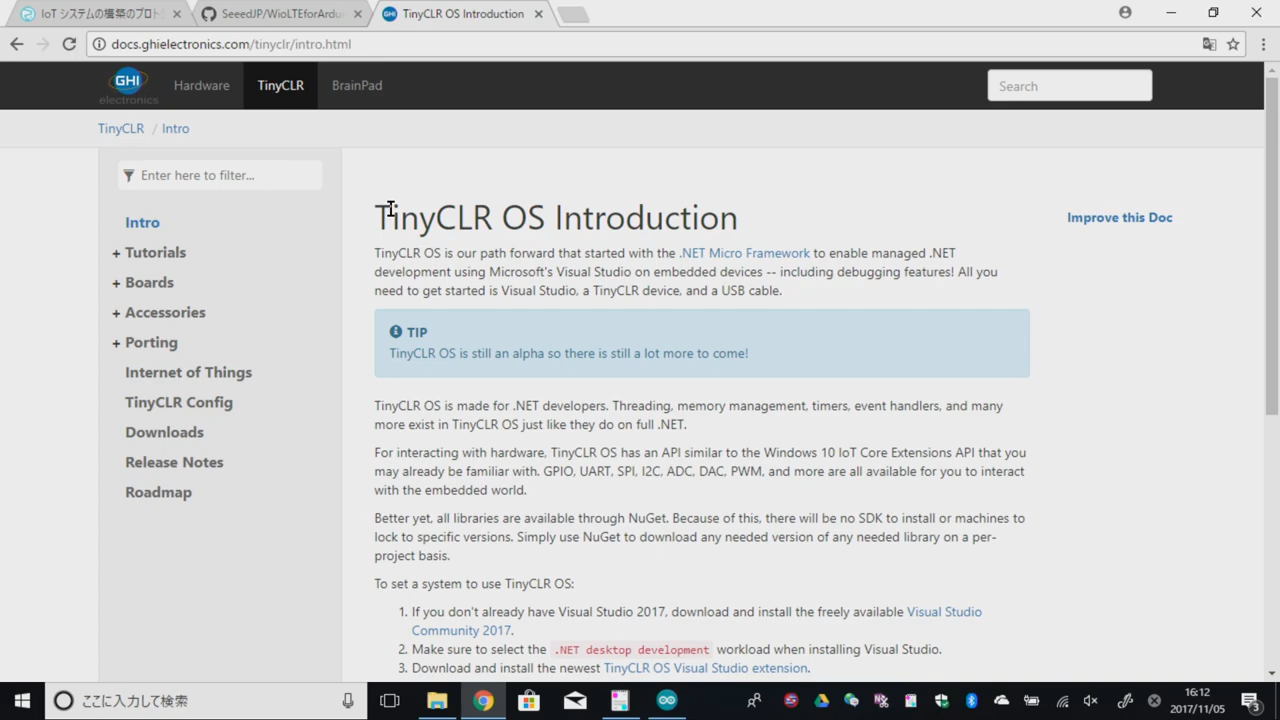 IoT システムの構築のプロト
SeeedJP/WioLTEforArdu
TinyCLR OS Introduction
docs.ghielectronics.com/tinyclr/intro.html
GHI electronics
Hardware
TinyCLR
BrainPad
Search
TinyCLR / Intro
Enter here to filter...
Intro
+ Tutorials
+ Boards
+ Accessories
+ Porting
Internet of Things
TinyCLR Config
Downloads
Release Notes
Roadmap
TinyCLR OS Introduction
Improve this Doc
TinyCLR OS is our path forward that started with the .NET Micro Framework to enable managed .NET
development using Microsoft's Visual Studio on embedded devices -- including debugging features! All you
need to get started is Visual Studio, a TinyCLR device, and a USB cable.
TIP
TinyCLR OS is still an alpha so there is still a lot more to come!
TinyCLR OS is made for .NET developers. Threading, memory management, timers, event handlers, and many
more exist in TinyCLR OS just like they do on full .NET.
For interacting with hardware, TinyCLR OS has an API similar to the Windows 10 IoT Core Extensions API that you
may already be familiar with. GPIO, UART, SPI, I2C, ADC, DAC, PWM, and more are all available for you to interact
with the embedded world.
Better yet, all libraries are available through NuGet. Because of this, there will be no SDK to install or machines to
lock to specific versions. Simply use NuGet to download any needed version of any needed library on a per-
project basis.
To set a system to use TinyCLR OS:
1. If you don't already have Visual Studio 2017, download and install the freely available Visual Studio
Community 2017.
2. Make sure to select the .NET desktop development workload when installing Visual Studio.
3. Download and install the newest TinyCLR OS Visual Studio extension.
ここに入力して検索
16:12
2017/11/05
3